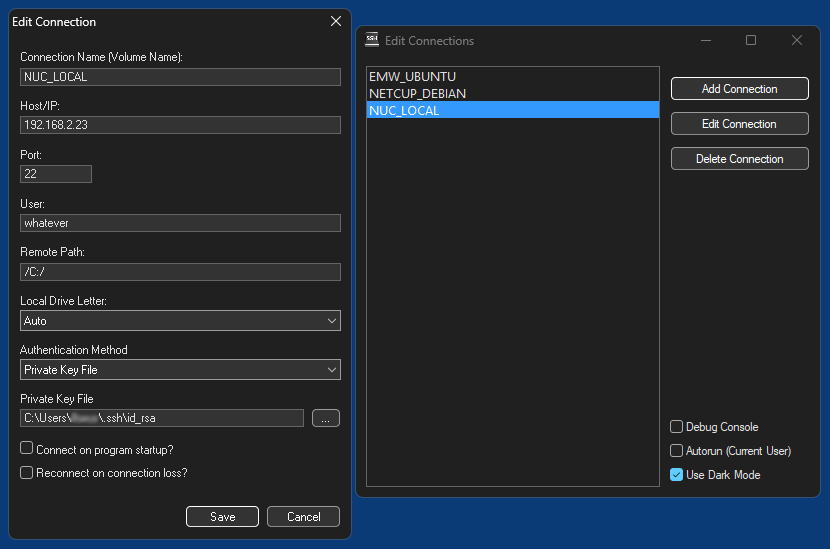 Edit Connection
Connection Name (Volume Name):
NUC_LOCAL
Host/IP:
192.168.2.23
Port:
22
User:
whatever
Remote Path:
/C:/
Local Drive Letter:
Auto
Authentication Method
Private Key File
Private Key File
C:\Users\ \.ssh\id_rsa
...
Connect on program startup?
Reconnect on connection loss?
Save
Cancel
SSH
Edit Connections
EMW_UBUNTU
NETCUP_DEBIAN
NUC_LOCAL
Add Connection
Edit Connection
Delete Connection
Debug Console
Autorun (Current User)
Use Dark Mode